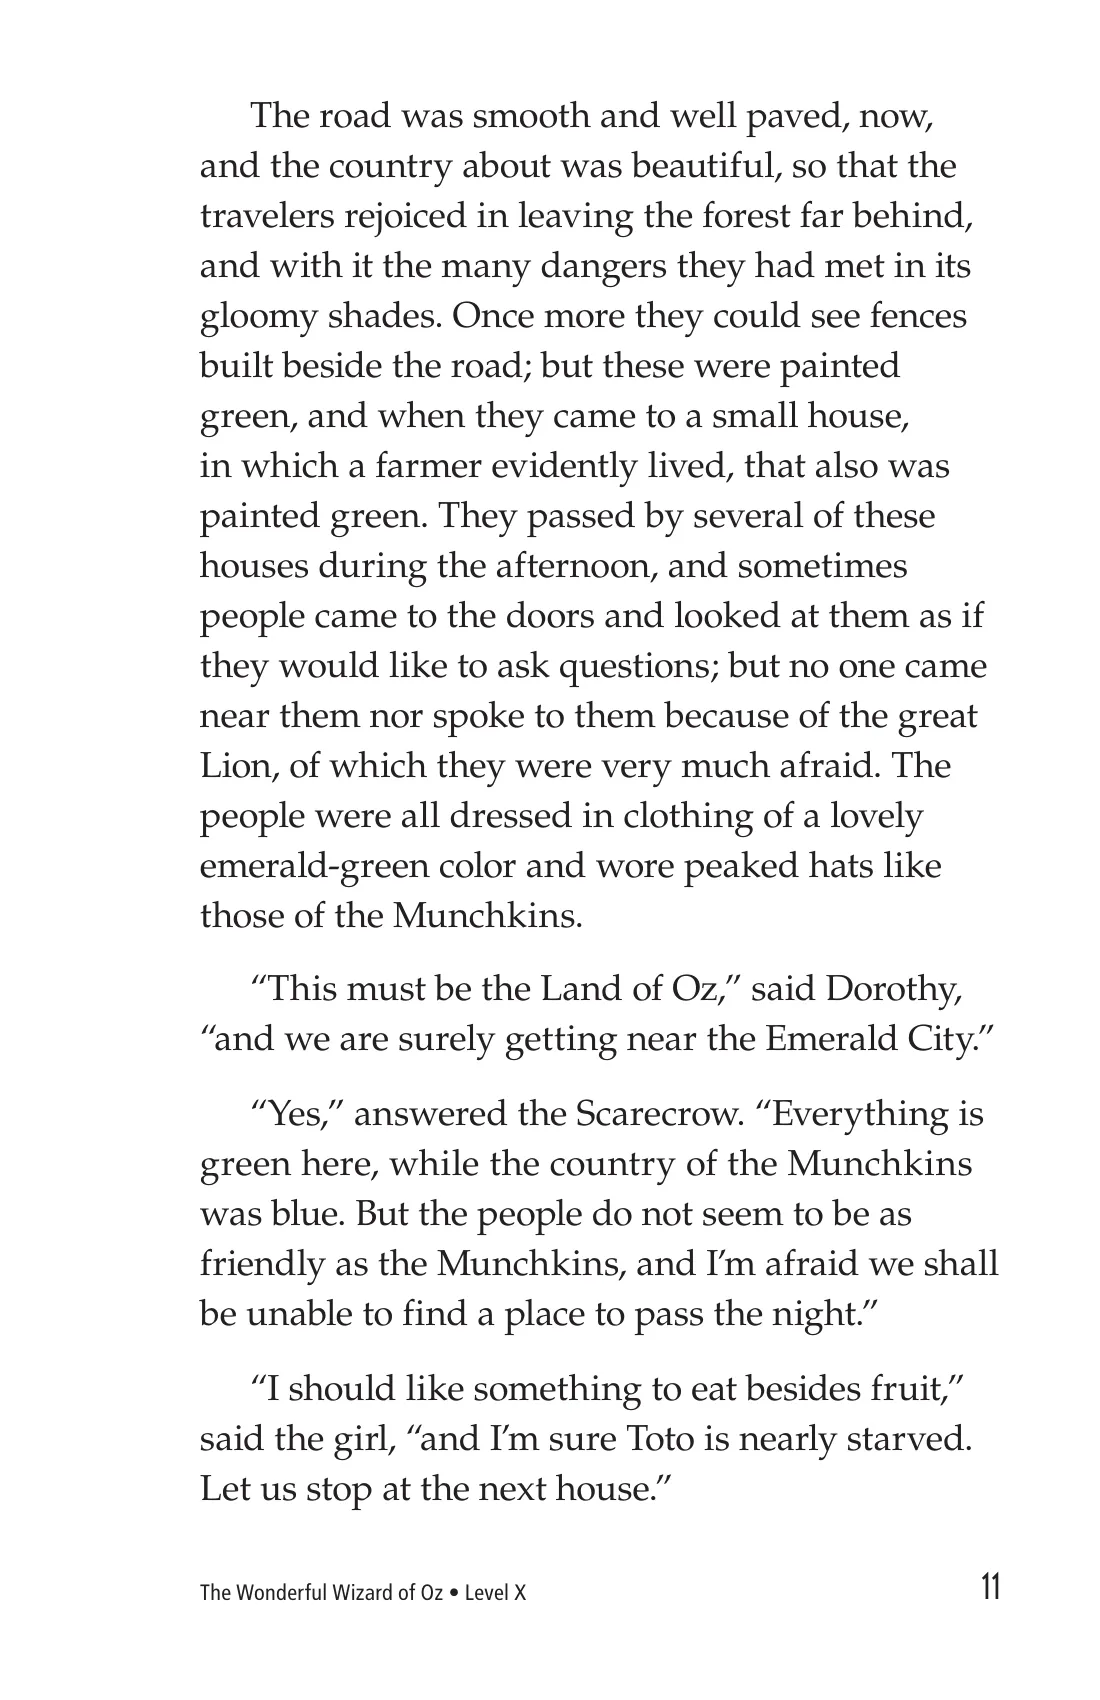 The road was smooth and well paved, now,
and the country about was beautiful, so that the
travelers rejoiced in leaving the forest far behind,
and with it the many dangers they had met in its
gloomy shades. Once more they could see fences
built beside the road; but these were painted
green, and when they came to a small house,
in which a farmer evidently lived, that also was
painted green. They passed by several of these
houses during the afternoon, and sometimes
people came to the doors and looked at them as if
they would like to ask questions; but no one came
near them nor spoke to them because of the great
Lion, of which they were very much afraid. The
people were all dressed in clothing of a lovely
emerald-green color and wore peaked hats like
those of the Munchkins.
“This must be the Land of Oz,” said Dorothy,
“and we are surely getting near the Emerald City.”
“Yes,” answered the Scarecrow. “Everything is
green here, while the country of the Munchkins
was blue. But the people do not seem to be as
friendly as the Munchkins, and I’m afraid we shall
be unable to find a place to pass the night.”
“I should like something to eat besides fruit,”
said the girl, “and I’m sure Toto is nearly starved.
Let us stop at the next house.”
The Wonderful Wizard of Oz • Level X 11